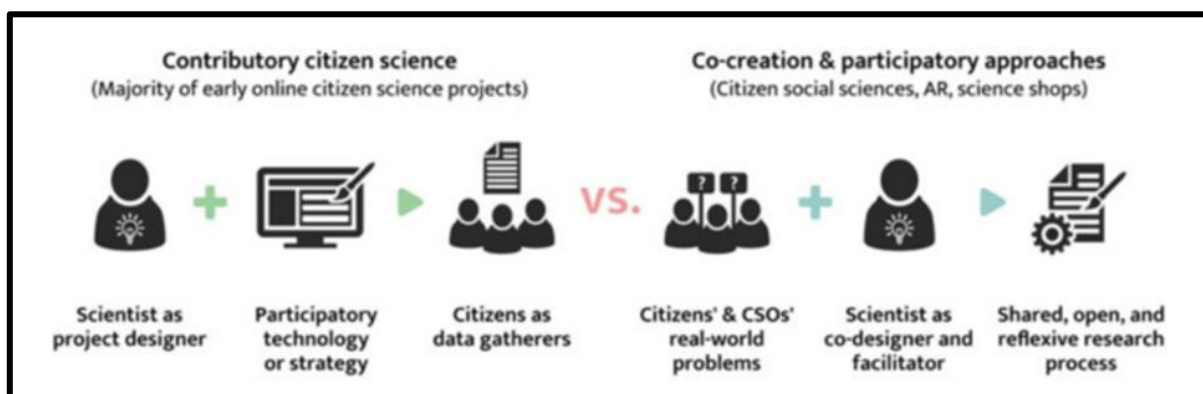 Contributory citizen science
(Majority of early online citizen science projects)
Co-creation & participatory approaches
(Citizen social sciences, AR, science shops)
VS.
? ?
Scientist as
project designer
Participatory
technology
or strategy
Citizens as
data gatherers
Citizens' & CSOs'
real-world
problems
Scientist as
co-designer and
facilitator
Shared, open, and
reflexive research
process